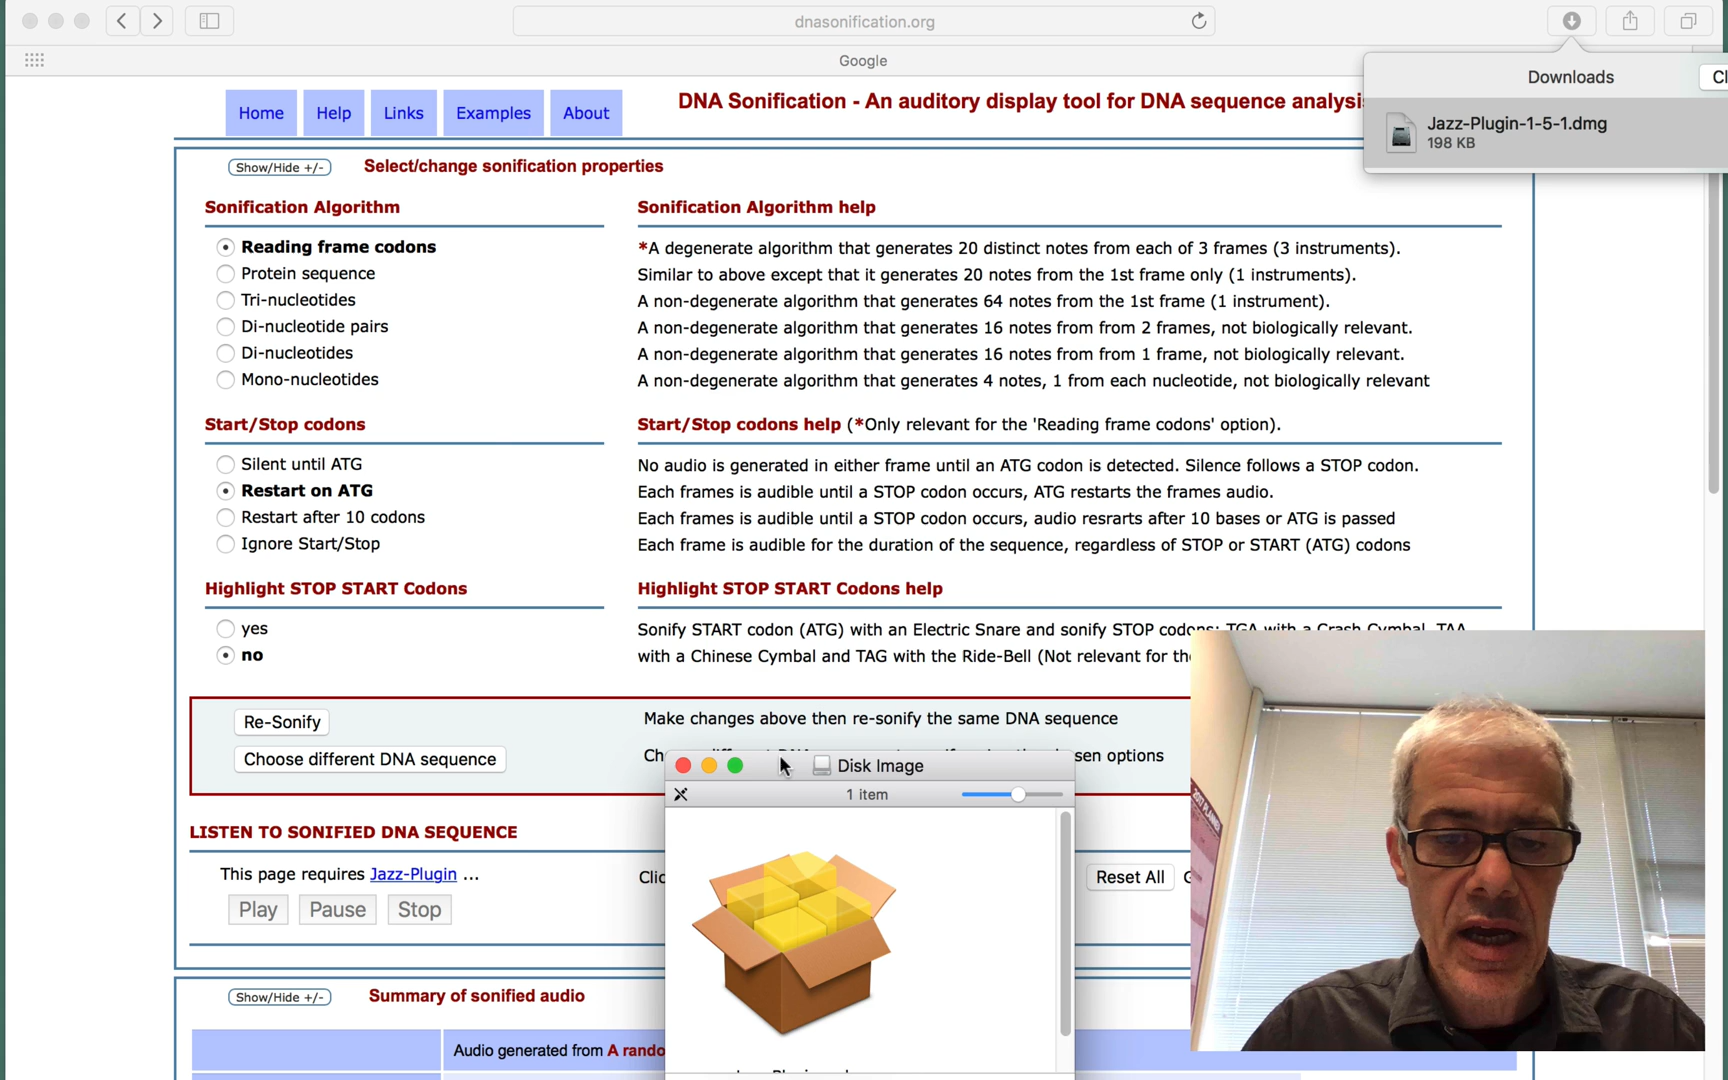 dnasonification.org
Google
Downloads
Jazz-Plugin-1-5-1.dmg
198 KB
Home Help Links Examples About
DNA Sonification - An auditory display tool for DNA sequence
Show/Hide +/- Select/change sonification properties
Sonification Algorithm Sonification Algorithm help
Reading frame codons *A degenerate algorithm that generates 20 distinct notes from each of 3 frames (3 instruments).
Protein sequence Similar to above except that it generates 20 notes from the 1st frame only (1 instruments).
Tri-nucleotides A non-degenerate algorithm that generates 64 notes from the 1st frame (1 instrument).
Di-nucleotide pairs A non-degenerate algorithm that generates 16 notes from from 2 frames, not biologically relevant.
Di-nucleotides A non-degenerate algorithm that generates 16 notes from from 1 frame, not biologically relevant.
Mono-nucleotides A non-degenerate algorithm that generates 4 notes, 1 from each nucleotide, not biologically relevant
Start/Stop codons Start/Stop codons help (*Only relevant for the 'Reading frame codons' option).
Silent until ATG No audio is generated in either frame until an ATG codon is detected. Silence follows a STOP codon.
Restart on ATG Each frames is audible until a STOP codon occurs, ATG restarts the frames audio.
Restart after 10 codons Each frames is audible until a STOP codon occurs, audio resrarts after 10 bases or ATG is passed
Ignore Start/Stop Each frame is audible for the duration of the sequence, regardless of STOP or START (ATG) codons
Highlight STOP START Codons Highlight STOP START Codons help
yes Sonify START codon (ATG) with an Electric Snare and sonify STOP codons: TGA with a Crash Cymbal, TAA
no with a Chinese Cymbal and TAG with the Ride-Bell (Not relevant for the
Re-Sonify Make changes above then re-sonify the same DNA sequence
Choose different DNA sequence options
Disk Image
1 item
LISTEN TO SONIFIED DNA SEQUENCE
This page requires Jazz-Plugin ... Reset All
Play Pause Stop
Show/Hide +/- Summary of sonified audio
Audio generated from A
2017 PLANNER